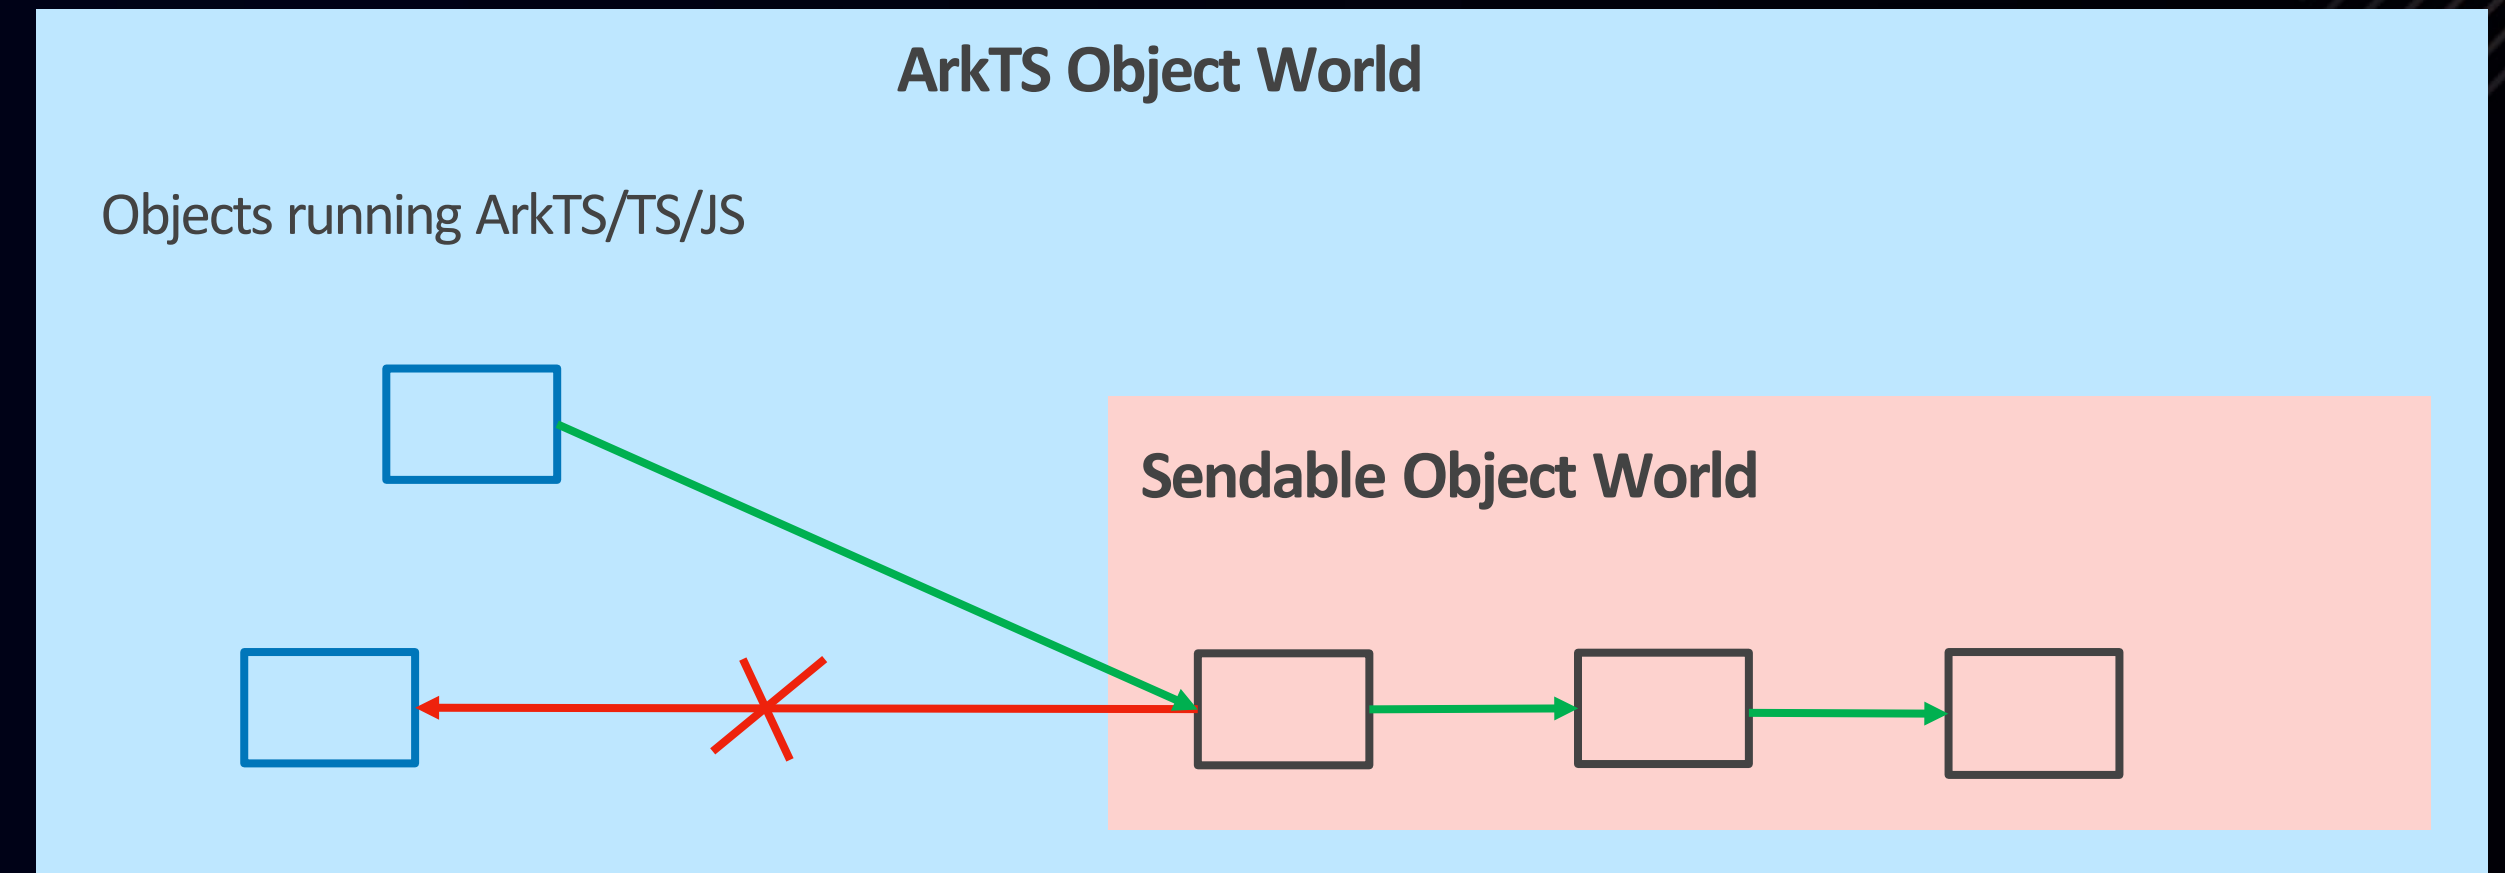 ArkTS Object World
Objects running ArkTS/TS/JS
Sendable Object World